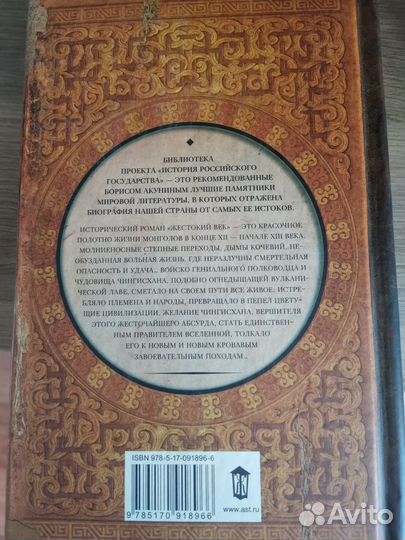 БИБЛИОТЕКА
ПРОЕКТА «ИСТОРИЯ РОССИЙСКОГО
ГОСУДАРСТВА» — ЭТО РЕКОМЕНДОВАННЫЕ
БОРИСОМ АКУНИНЫМ ЛУЧШИЕ ПАМЯТНИКИ
МИРОВОЙ ЛИТЕРАТУРЫ, В КОТОРЫХ ОТРАЖЕНА
БИОГРАФИЯ НАШЕЙ СТРАНЫ ОТ САМЫХ ЕЕ ИСТОКОВ.
ИСТОРИЧЕСКИЙ РОМАН «ЖЕСТОКИЙ ВЕК» — ЭТО КРАСОЧНОЕ
ПОЛОТНО ЖИЗНИ МОНГОЛОВ В КОНЦЕ XII — НАЧАЛЕ XIII ВЕКА.
МОЛНИЕНОСНЫЕ СТЕПНЫЕ ПЕРЕХОДЫ, ДЫМЫ КОЧЕВИЙ, НЕ-
ОБУЗДАННАЯ ВОЛЬНАЯ ЖИЗНЬ, ГДЕ НЕРАЗЛУЧНЫ СМЕРТЕЛЬНАЯ
ОПАСНОСТЬ И УДАЧА... ВОЙСКО ГЕНИАЛЬНОГО ПОЛКОВОДЦА И
ЧУДОВИЩА ЧИНГИСХАНА, ПОДОБНО ОГНЕДЫШАЩЕЙ ВУЛКАНИ-
ЧЕСКОЙ ЛАВЕ, СМЕТАЛО НА СВОЕМ ПУТИ ВСЕ ЖИВОЕ: ИСТРЕ-
БЛЯЛО ПЛЕМЕНА И НАРОДЫ, ПРЕВРАЩАЛО В ПЕПЕЛ ЦВЕТУ-
ЩИЕ ЦИВИЛИЗАЦИИ. ЖЕЛАНИЕ ЧИНГИСХАНА, ВЕРШИТЕЛЯ
ЭТОГО ЖЕСТОЧАЙШЕГО АБСУРДА, СТАТЬ ЕДИНСТВЕН-
НЫМ ПРАВИТЕЛЕМ ВСЕЛЕННОЙ, ТОЛКАЛО
ЕГО К НОВЫМ И НОВЫМ КРОВАВЫМ
ЗАВОЕВАТЕЛЬНЫМ ПОХОДАМ...
ISBN 978-5-17-091896-6
9 785170 918966
www.ast.ru
Avito